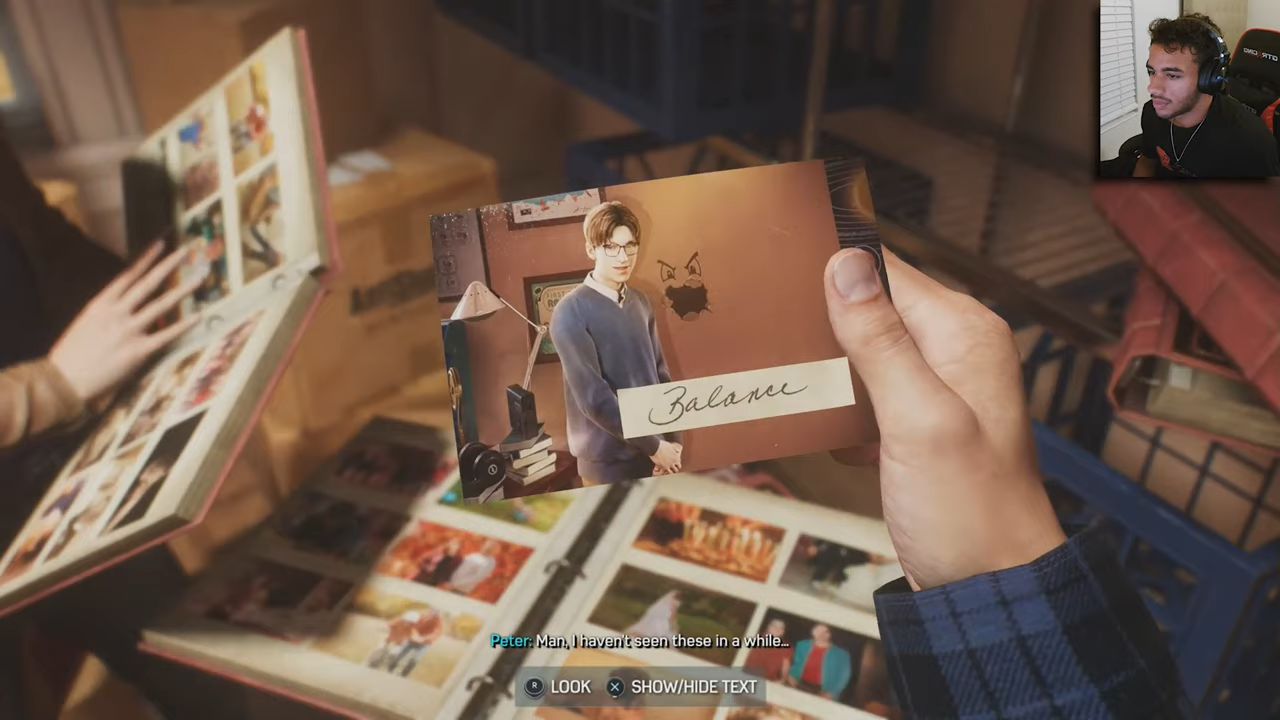 Balance
Peter: Man, I haven't seen these in a while...
R LOOK X SHOW/HIDE TEXT